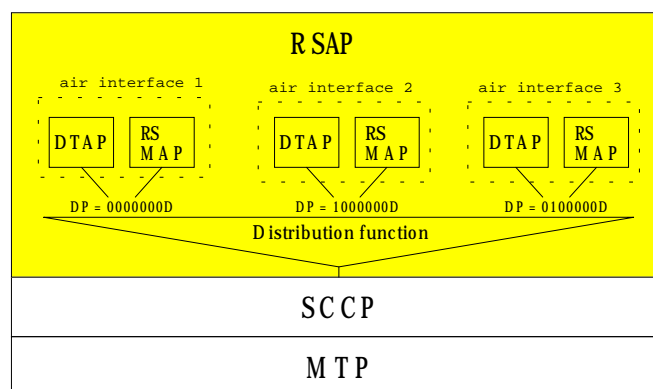 RSAP
air interface 1
air interface 2
air interface 3
DTAP
RS
MAP
DTAP
RS
MAP
DTAP
RS
MAP
DP = 0000000D
DP = 1000000D
DP = 0100000D
Distribution function
SCCP
MTP